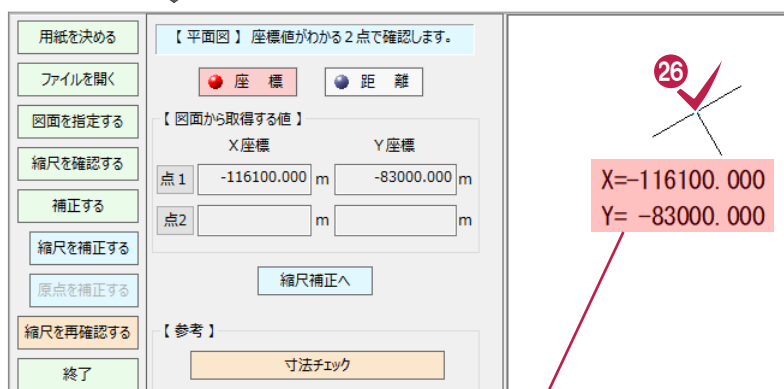 用紙を決める
ファイルを開く
図面を指定する
縮尺を確認する
補正する
縮尺を補正する
原点を補正する
縮尺を再確認する
終了
【 平面図 】 座標値がわかる２点で確認します。
座 標
距 離
【 図面から取得する値 】
X座標 Y座標
点1 -116100.000 m -83000.000 m
点2 m m
縮尺補正へ
【 参考 】
寸法チェック
26
X=-116100.000
Y= -83000.000